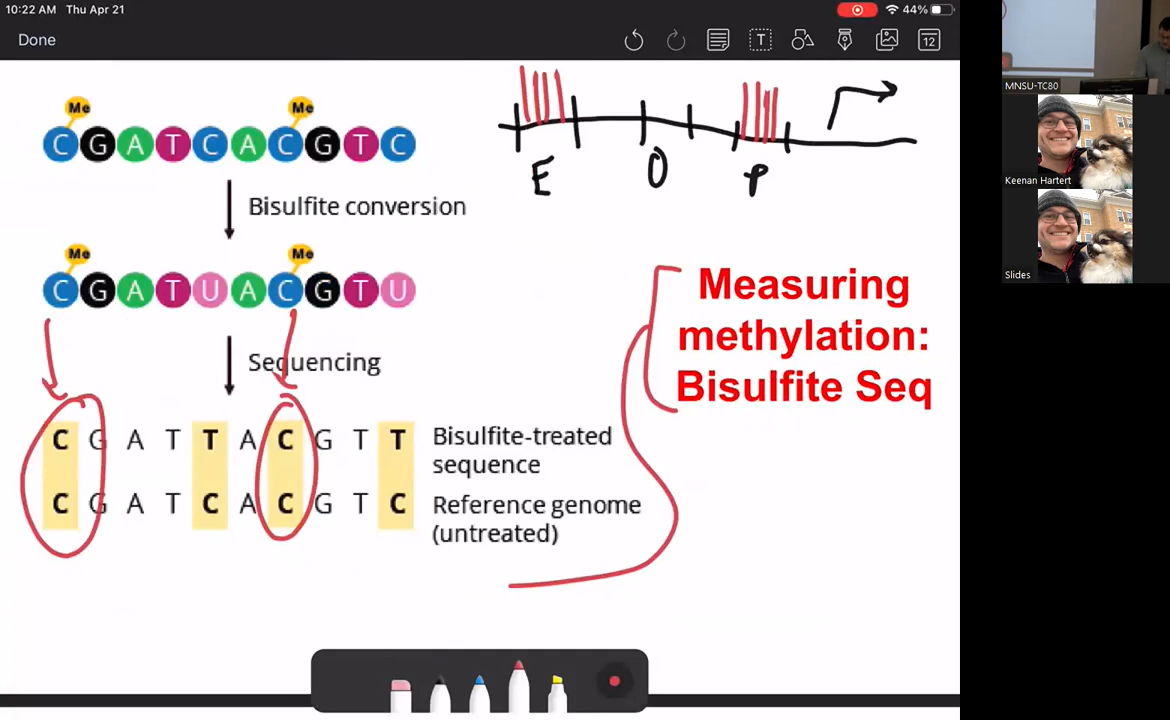 10:22 AM Thu Apr 21
44%
Done
T
12
Me
Me
C G A T C A C G T C
Bisulfite conversion
Me
Me
C G A T U A C G T U
Sequencing
C G A T T A C G T T
Bisulfite-treated
sequence
C G A T C A C G T C
Reference genome
(untreated)
E
O
P
Measuring
methylation:
Bisulfite Seq
MNSU-TC80
Keenan Hartert
Slides